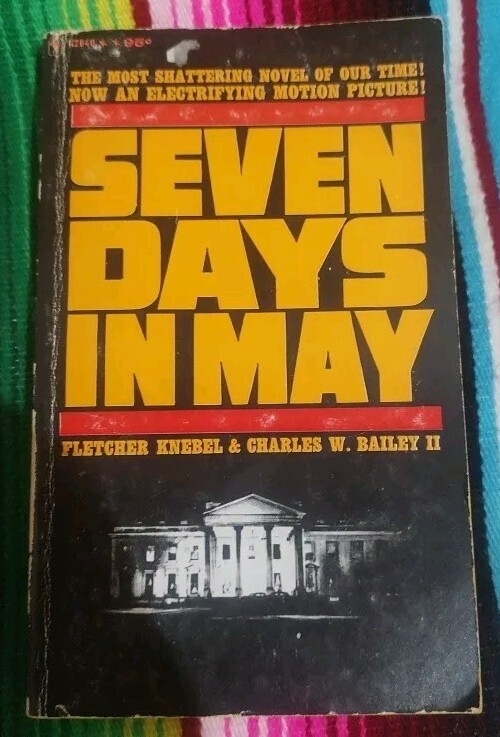 95¢
THE MOST SHATTERING NOVEL OF OUR TIME!
NOW AN ELECTRIFYING MOTION PICTURE!
SEVEN
DAYS
IN MAY
FLETCHER KNEBEL & CHARLES W. BAILEY II